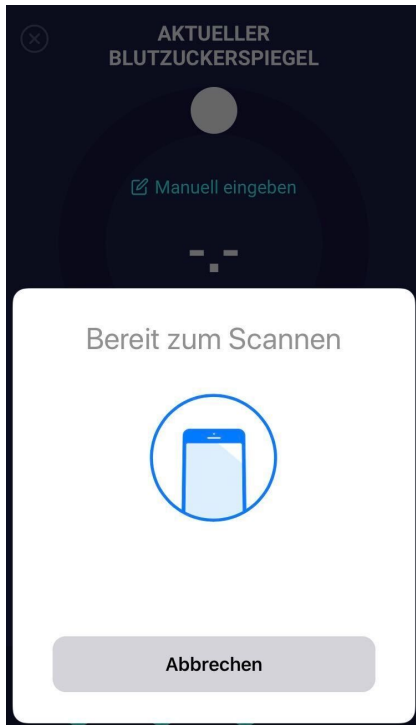 AKTUELLER
BLUTZUCKERSPIEGEL
Manuell eingeben
-.-
Bereit zum Scannen
Abbrechen